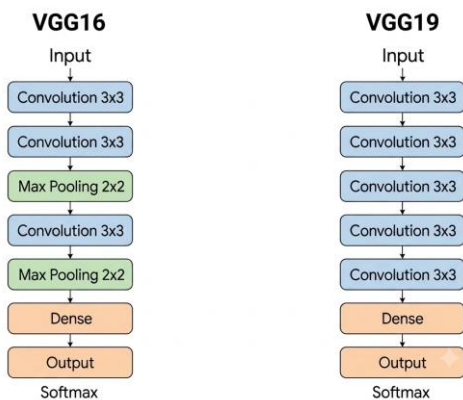 VGG16
Input
Convolution 3x3
Convolution 3x3
Max Pooling 2x2
Convolution 3x3
Max Pooling 2x2
Dense
Output
Softmax
VGG19
Input
Convolution 3x3
Convolution 3x3
Convolution 3x3
Convolution 3x3
Convolution 3x3
Dense
Output
Softmax